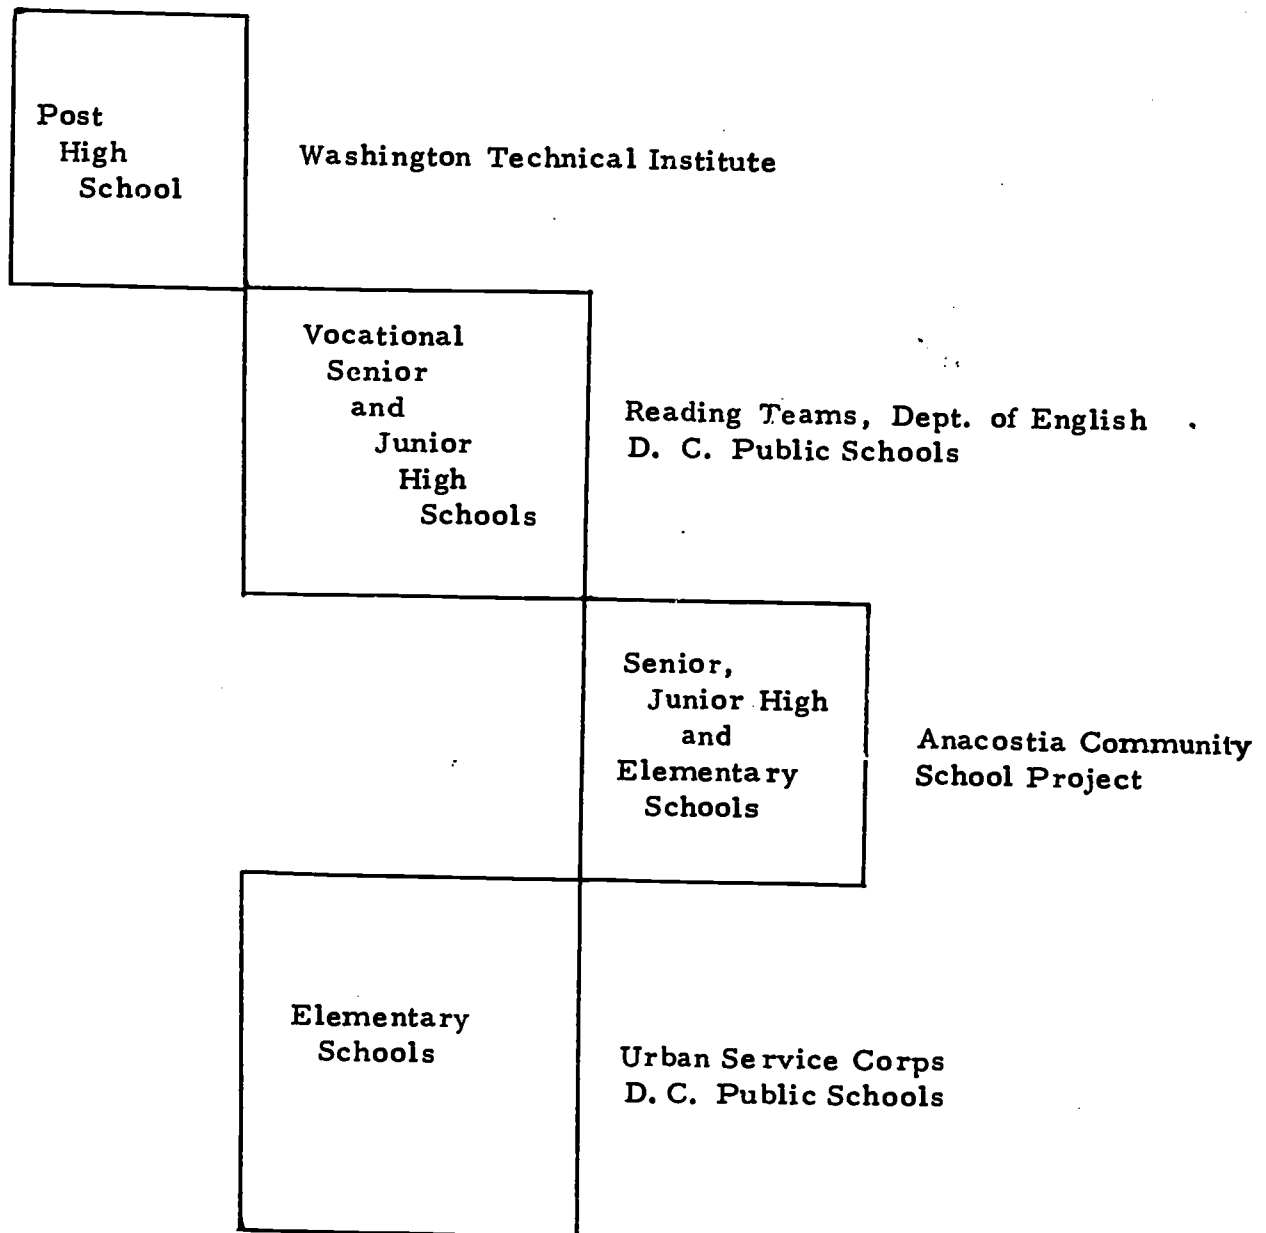 Post
High
School
Washington Technical Institute
Vocational
Senior
and
Junior
High
Schools
Reading Teams, Dept. of English
D. C. Public Schools
Senior,
Junior High
and
Elementary
Schools
Anacostia Community
School Project
Elementary
Schools
Urban Service Corps
D. C. Public Schools